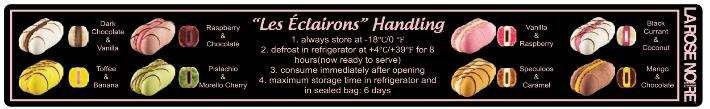 Dark
Chocolate
&
Vanilla
Raspberry
&
Chocolate
Toffee
&
Banana
Pistachio
&
Morello Cherry
"Les Éclairons" Handling
1. always store at -18°C/0 °F
2. defrost in refrigerator at +4°C/+39°F for 8
hours(now ready to serve)
3. consume immediately after opening
4. maximum storage time in refrigerator and
in sealed bag: 6 days
Vanilla
&
Raspberry
Black
Currant
&
Coconut
Speculoos
&
Caramel
Mango
&
Chocolate
LA ROSE NOIRE